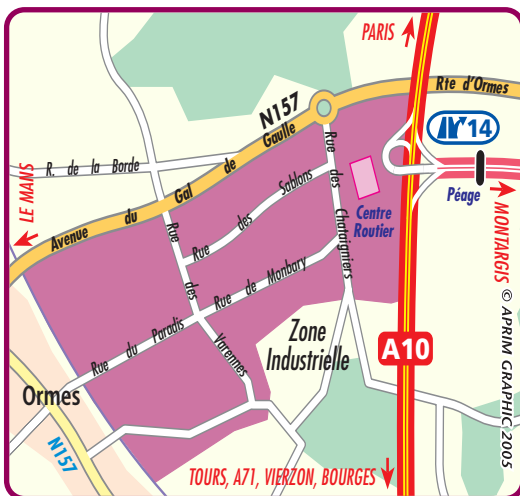 PARIS
N157
Rte d'Ormes
14
R. de la Borde
Avenue du Gal de Gaulle
LE MANS
Rue des Sablons
Rue des Chataigniers
Péage
Centre
Routier
MONTARGIS
Rue des Varennes
Rue de Monbary
Rue du Paradis
Zone
Industrielle
A10
Ormes
N157
TOURS, A71, VIERZON, BOURGES
© APRIM GRAPHIC 2005